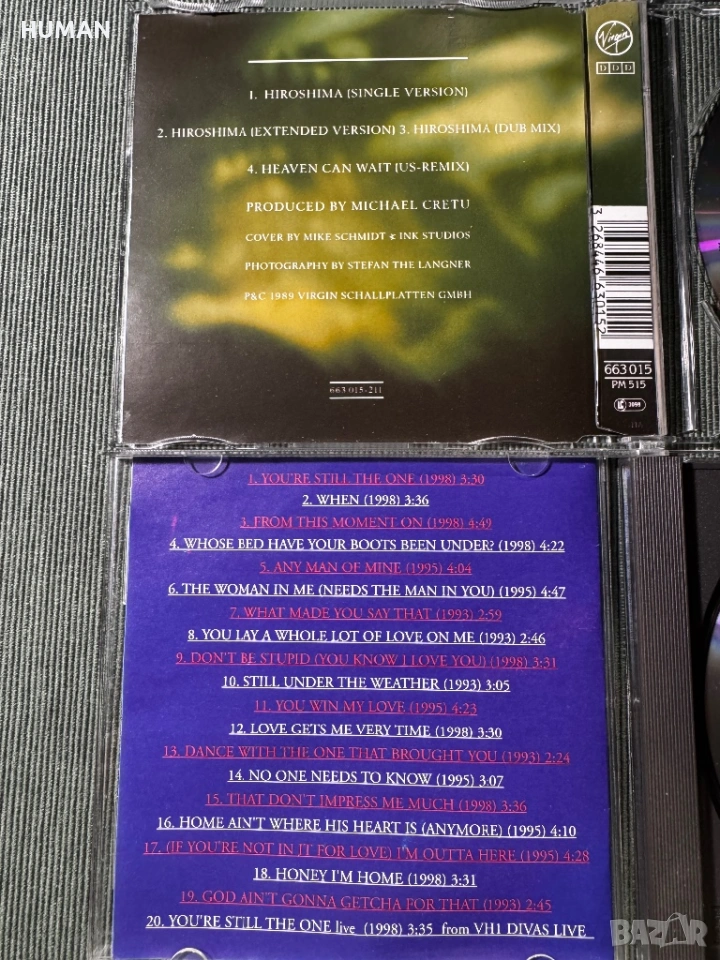 HUMAN
Virgin
DDD
1. HIROSHIMA (SINGLE VERSION)
2. HIROSHIMA (EXTENDED VERSION) 3. HIROSHIMA (DUB MIX)
4. HEAVEN CAN WAIT (US-REMIX)
PRODUCED BY MICHAEL CRETU
COVER BY MIKE SCHMIDT & INK STUDIOS
PHOTOGRAPHY BY STEFAN THE LANGNER
P&C 1989 VIRGIN SCHALLPLATTEN GMBH
663 015-211
3 268446 630152
663 015
PM 515
LC 3098
1. YOU'RE STILL THE ONE (1998) 3:30
2. WHEN (1998) 3:36
3. FROM THIS MOMENT ON (1998) 4:49
4. WHOSE BED HAVE YOUR BOOTS BEEN UNDER? (1998) 4:22
5. ANY MAN OF MINE (1995) 4:04
6. THE WOMAN IN ME (NEEDS THE MAN IN YOU) (1995) 4:47
7. WHAT MADE YOU SAY THAT (1993) 2:59
8. YOU LAY A WHOLE LOT OF LOVE ON ME (1993) 2:46
9. DON'T BE STUPID (YOU KNOW I LOVE YOU) (1998) 3:31
10. STILL UNDER THE WEATHER (1993) 3:05
11. YOU WIN MY LOVE (1995) 4:23
12. LOVE GETS ME VERY TIME (1998) 3:30
13. DANCE WITH THE ONE THAT BROUGHT YOU (1993) 2:24
14. NO ONE NEEDS TO KNOW (1995) 3:07
15. THAT DON'T IMPRESS ME MUCH (1998) 3:36
16. HOME AIN'T WHERE HIS HEART IS (ANYMORE) (1995) 4:10
17. (IF YOU'RE NOT IN IT FOR LOVE) I'M OUTTA HERE (1995) 4:28
18. HONEY I'M HOME (1998) 3:31
19. GOD AIN'T GONNA GETCHA FOR THAT (1993) 2:45
20. YOU'RE STILL THE ONE live (1998) 3:35 from VH1 DIVAS LIVE
BAZAR